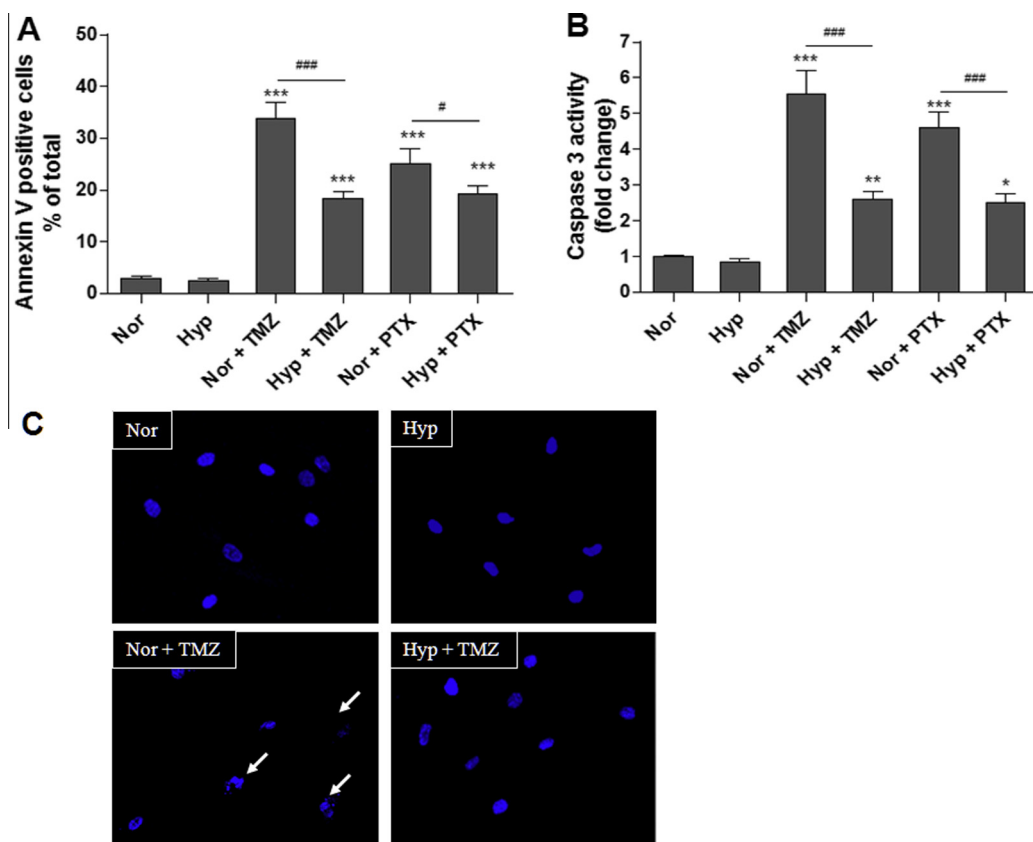 A
Annexin V positive cells
% of total
50
40
30
20
10
0
***
###
***
***
#
***
Nor
Hyp
Nor + TMZ
Hyp + TMZ
Nor + PTX
Hyp + PTX
B
Caspase 3 activity
(fold change)
7
6
5
4
3
2
1
0
***
###
**
***
###
*
Nor
Hyp
Nor + TMZ
Hyp + TMZ
Nor + PTX
Hyp + PTX
C
Nor
Hyp
Nor + TMZ
Hyp + TMZ